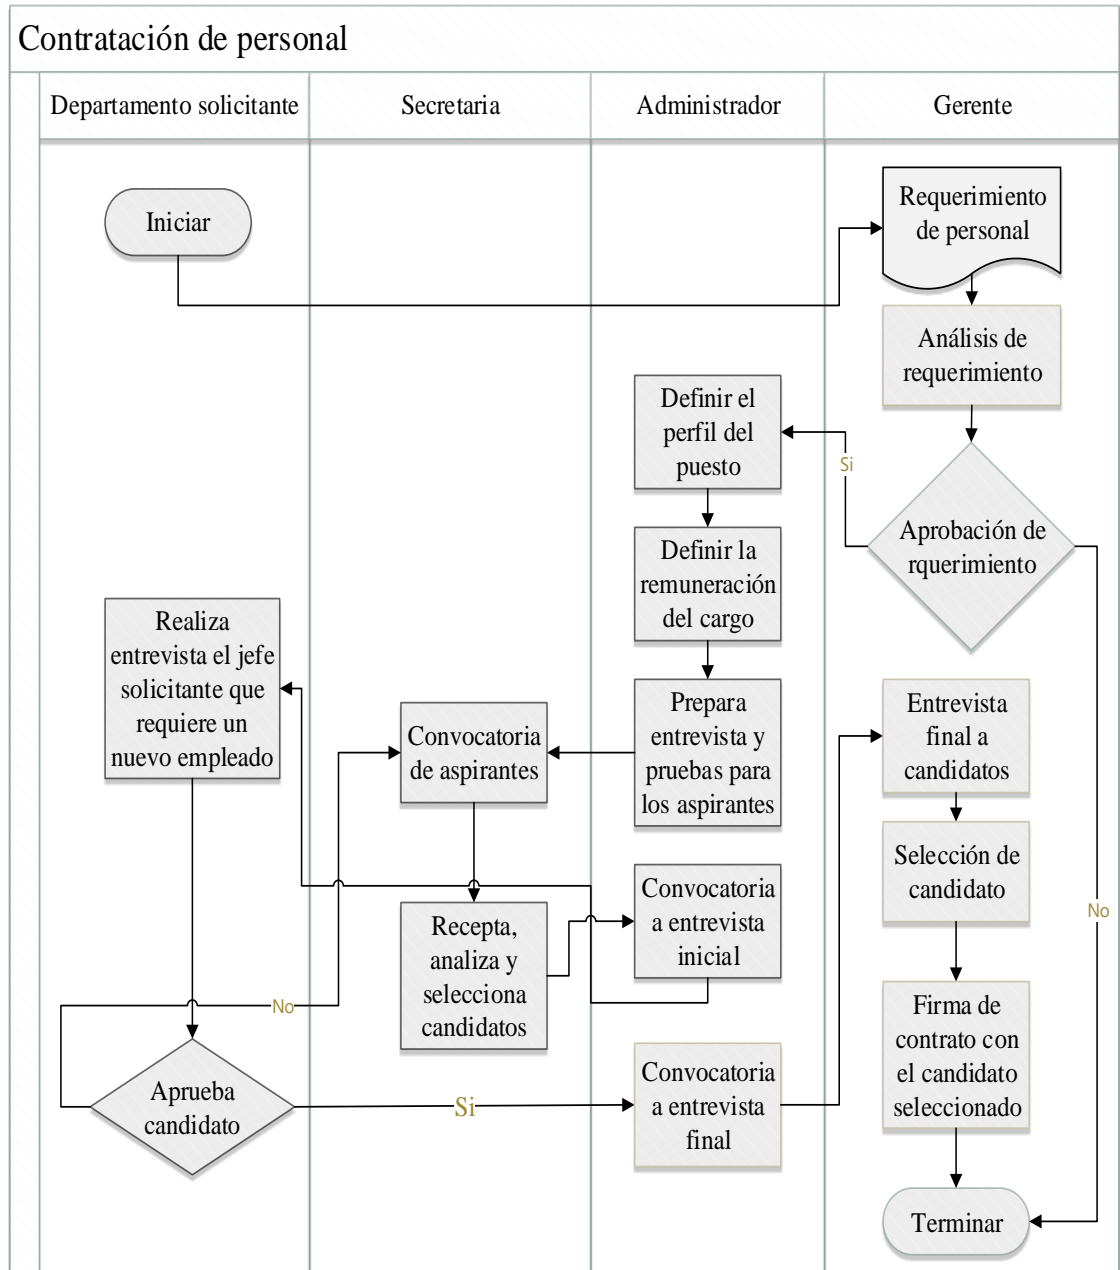 Contratación de personal
Departamento solicitante
Secretaria
Administrador
Gerente
Iniciar
Requerimiento
de personal
Análisis de
requerimiento
Aprobación de
rquerimiento
Si
No
Definir el
perfil del
puesto
Definir la
remuneración
del cargo
Prepara
entrevista y
pruebas para
los aspirantes
Convocatoria
de aspirantes
Recepta,
analiza y
selecciona
candidatos
Convocatoria
a entrevista
inicial
Realiza
entrevista el jefe
solicitante que
requiere un
nuevo empleado
Aprueba
candidato
No
Si
Convocatoria
a entrevista
final
Entrevista
final a
candidatos
Selección de
candidato
Firma de
contrato con
el candidato
seleccionado
Terminar